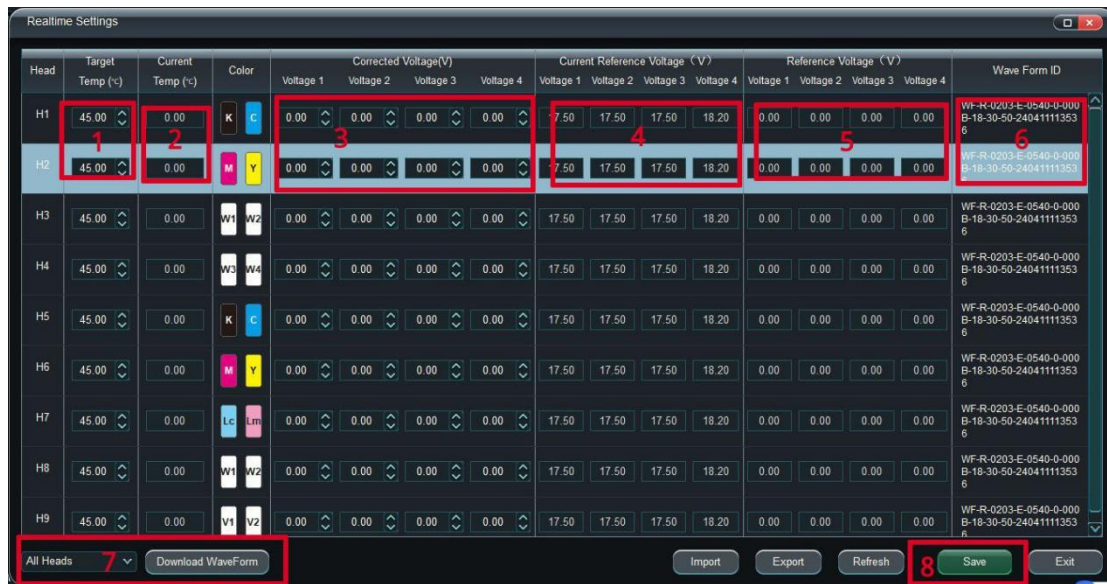 Realtime Settings
Head Target Temp (℃) Current Temp (℃) Color Corrected Voltage(V) Current Reference Voltage (V) Reference Voltage (V) Wave Form ID
Voltage 1 Voltage 2 Voltage 3 Voltage 4 Voltage 1 Voltage 2 Voltage 3 Voltage 4 Voltage 1 Voltage 2 Voltage 3 Voltage 4
H1 45.00 0.00 K C 0.00 0.00 0.00 0.00 17.50 17.50 17.50 18.20 0.00 0.00 0.00 0.00 WF-R-0203-E-0540-0-000
B-18-30-50-24041111353
6
1 2 3 4 5 6
H2 45.00 0.00 M Y 0.00 0.00 0.00 0.00 17.50 17.50 17.50 18.20 0.00 0.00 0.00 0.00 WF-R-0203-E-0540-0-000
B-18-30-50-24041111353
H3 45.00 0.00 W1 W2 0.00 0.00 0.00 0.00 17.50 17.50 17.50 18.20 0.00 0.00 0.00 0.00 WF-R-0203-E-0540-0-000
B-18-30-50-24041111353
6
H4 45.00 0.00 W3 W4 0.00 0.00 0.00 0.00 17.50 17.50 17.50 18.20 0.00 0.00 0.00 0.00 WF-R-0203-E-0540-0-000
B-18-30-50-24041111353
6
H5 45.00 0.00 K C 0.00 0.00 0.00 0.00 17.50 17.50 17.50 18.20 0.00 0.00 0.00 0.00 WF-R-0203-E-0540-0-000
B-18-30-50-24041111353
6
H6 45.00 0.00 M Y 0.00 0.00 0.00 0.00 17.50 17.50 17.50 18.20 0.00 0.00 0.00 0.00 WF-R-0203-E-0540-0-000
B-18-30-50-24041111353
6
H7 45.00 0.00 Lc Lm 0.00 0.00 0.00 0.00 17.50 17.50 17.50 18.20 0.00 0.00 0.00 0.00 WF-R-0203-E-0540-0-000
B-18-30-50-24041111353
6
H8 45.00 0.00 W1 W2 0.00 0.00 0.00 0.00 17.50 17.50 17.50 18.20 0.00 0.00 0.00 0.00 WF-R-0203-E-0540-0-000
B-18-30-50-24041111353
6
H9 45.00 0.00 V1 V2 0.00 0.00 0.00 0.00 17.50 17.50 17.50 18.20 0.00 0.00 0.00 0.00 WF-R-0203-E-0540-0-000
B-18-30-50-24041111353
6
All Heads 7 Download WaveForm Import Export Refresh 8 Save Exit